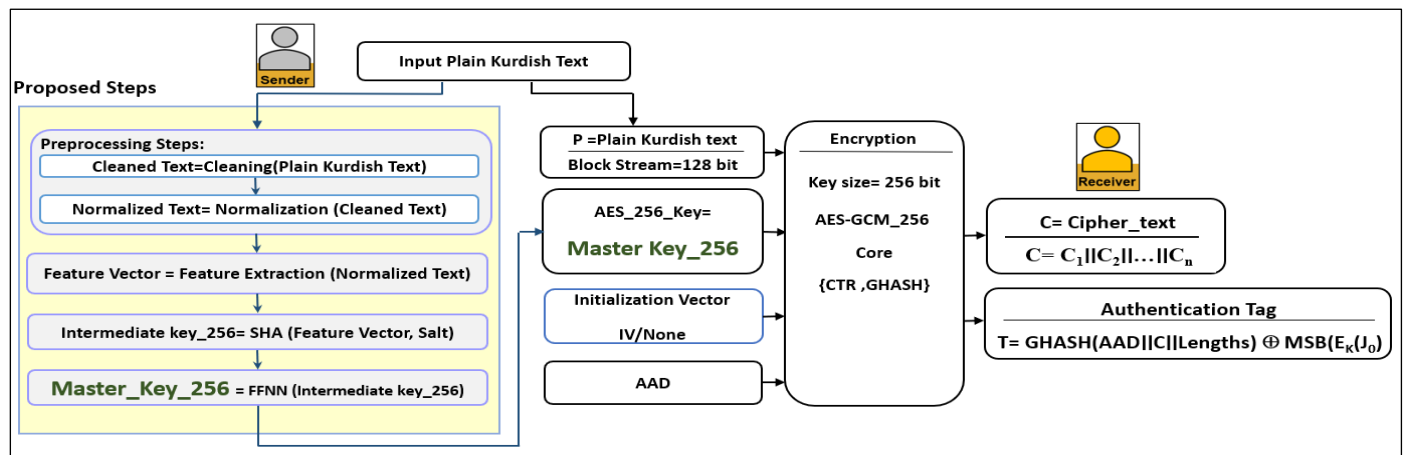 Sender
Input Plain Kurdish Text
Proposed Steps
Preprocessing Steps:
Cleaned Text=Cleaning(Plain Kurdish Text)
Normalized Text= Normalization (Cleaned Text)
Feature Vector = Feature Extraction (Normalized Text)
Intermediate key_256= SHA (Feature Vector, Salt)
Master_Key_256 = FFNN (Intermediate key_256)
P =Plain Kurdish text
Block Stream=128 bit
AES_256_Key=
Master Key_256
Initialization Vector
IV/None
AAD
Encryption
Key size= 256 bit
AES-GCM_256
Core
{CTR ,GHASH}
Receiver
C= Cipher_text
C= C₁||C₂||...||Cₙ
Authentication Tag
T= GHASH(AAD||C||Lengths) ⊕ MSB(E_K(J₀)